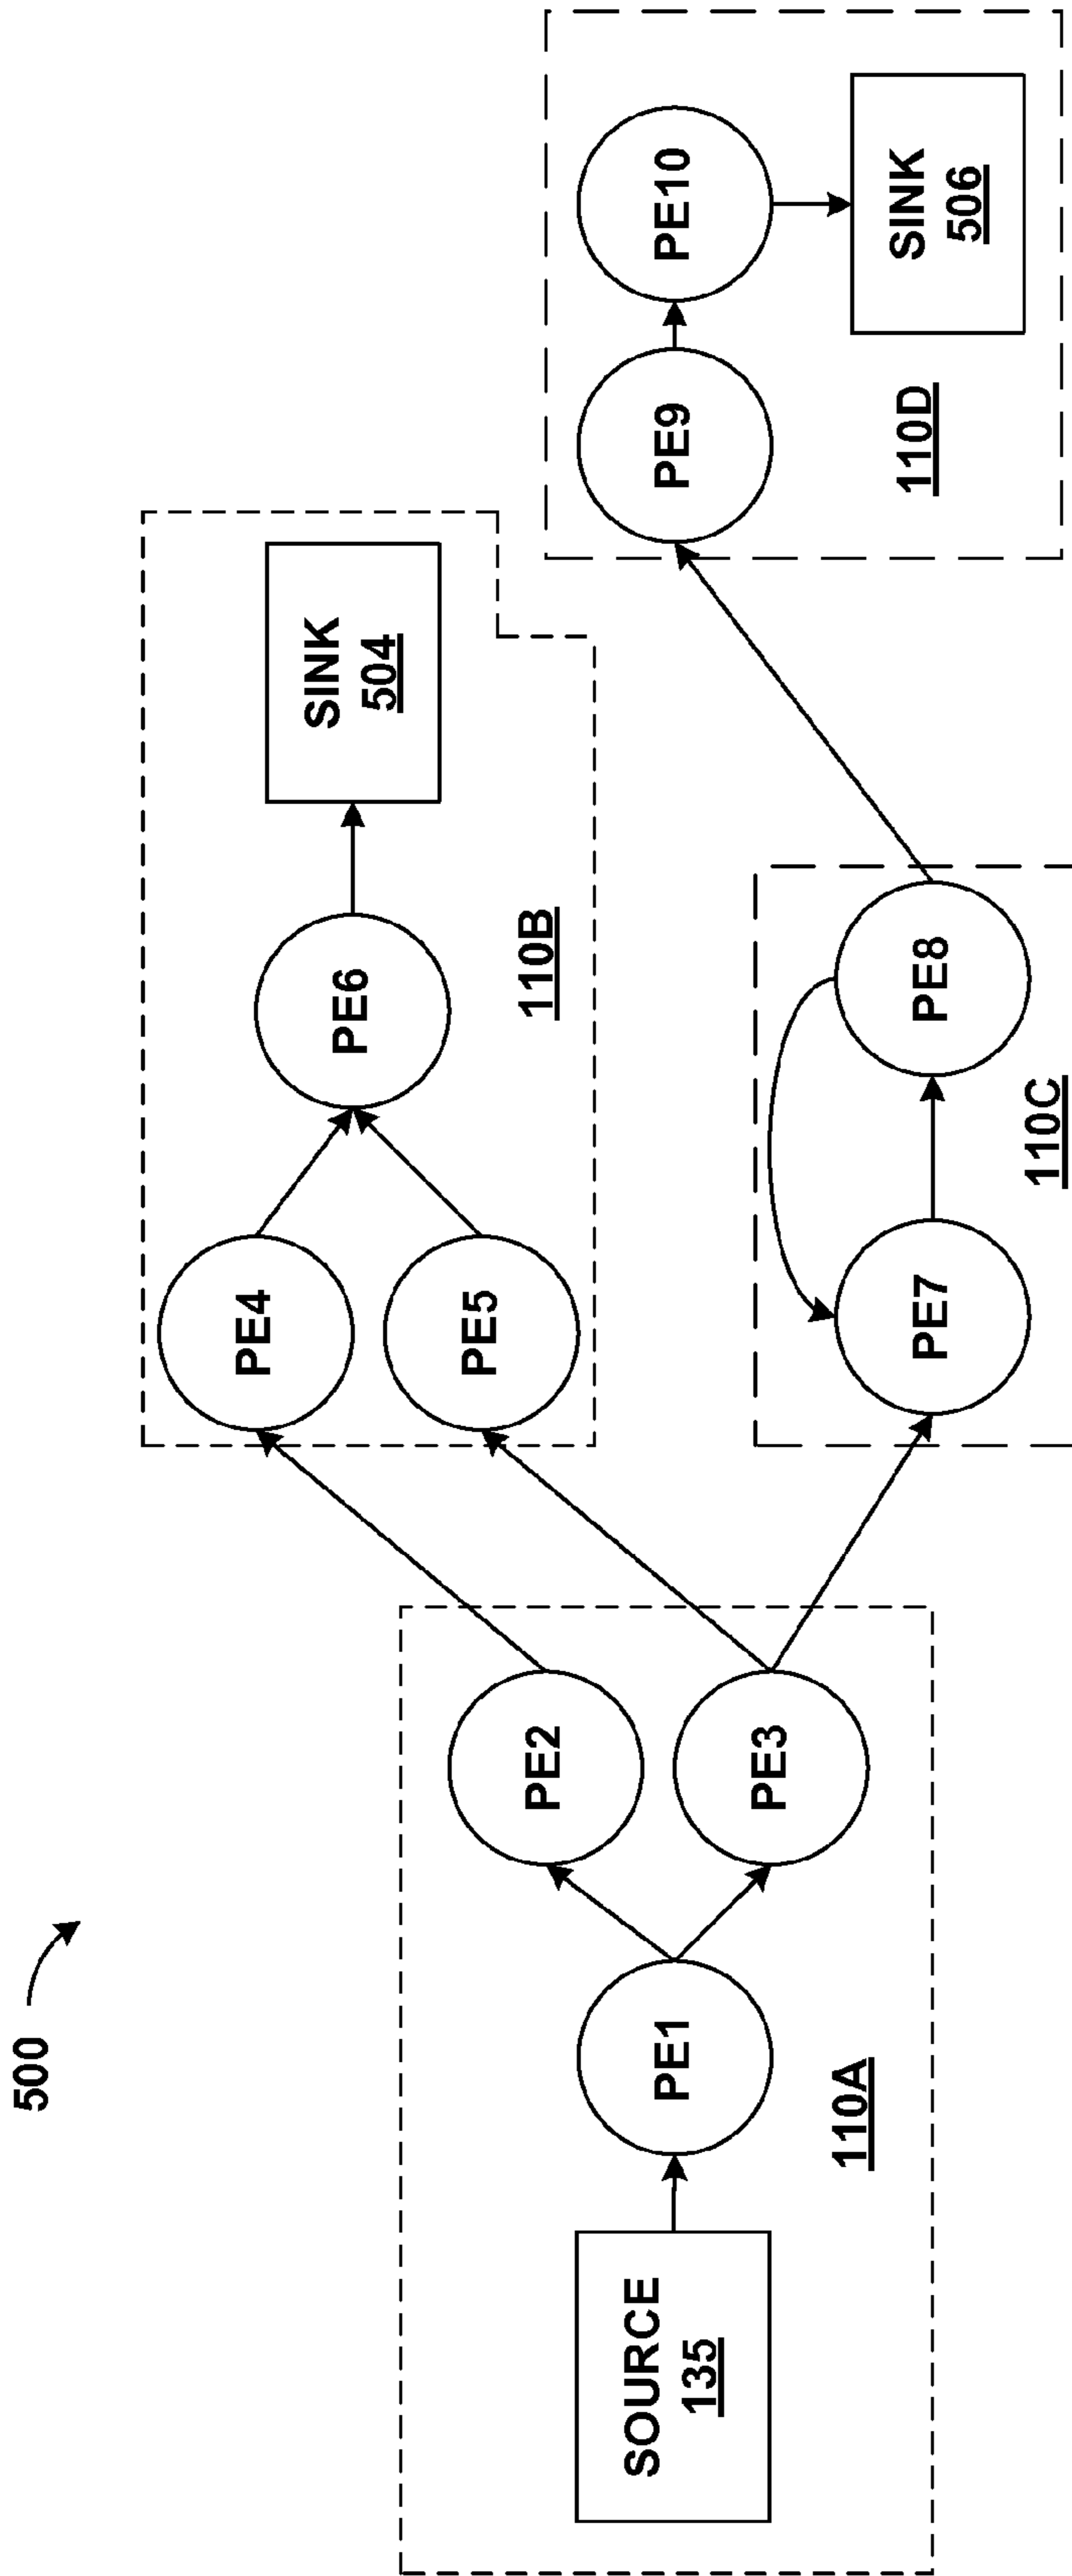 500
SOURCE
135
PE1
110A
PE2
PE3
PE4
PE5
PE6
SINK
504
110B
PE7
PE8
110C
PE9
PE10
SINK
506
110D